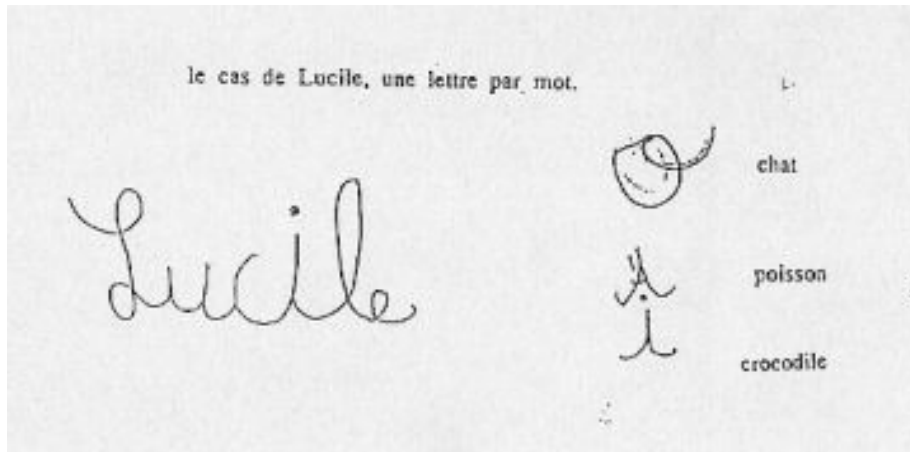 le cas de Lucile, une lettre par mot.
Lucile
chat
poisson
i
crocodile